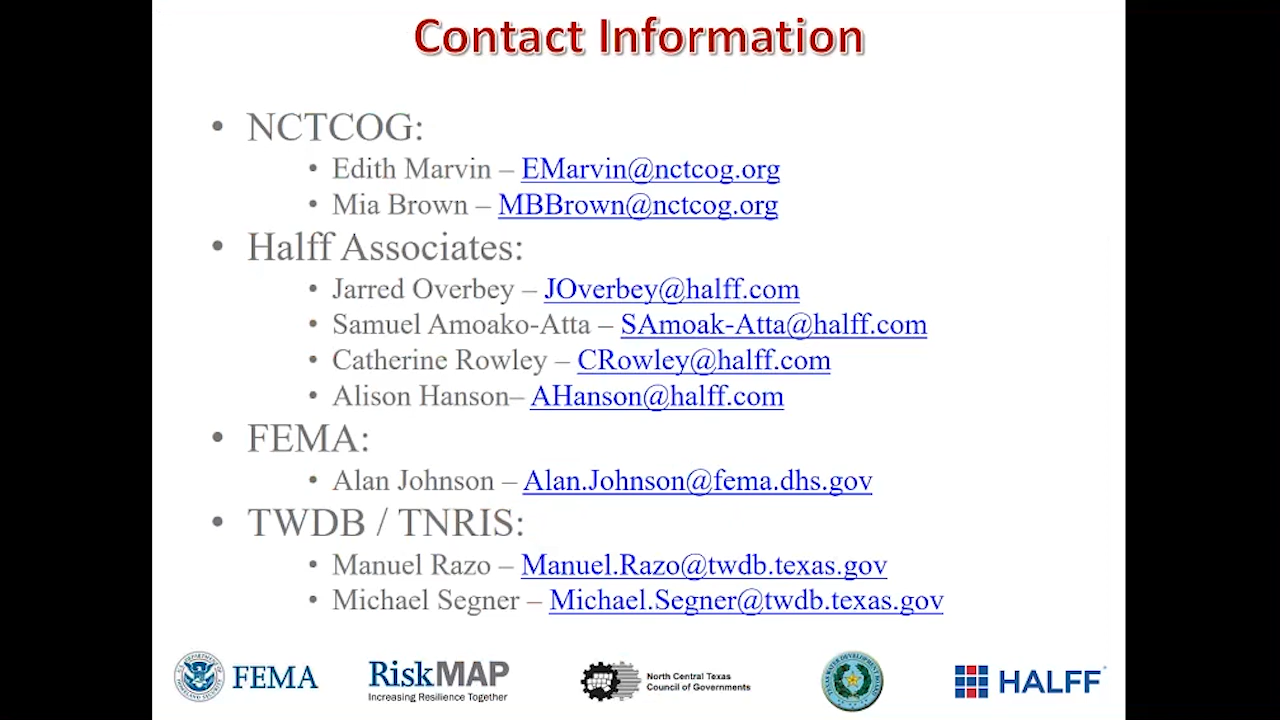 Contact Information
• NCTCOG:
• Edith Marvin – EMarvin@nctcog.org
• Mia Brown – MBBrown@nctcog.org
• Halff Associates:
• Jarred Overbey – JOverbey@halff.com
• Samuel Amoako-Atta – SAmoak-Atta@halff.com
• Catherine Rowley – CRowley@halff.com
• Alison Hanson– AHanson@halff.com
• FEMA:
• Alan Johnson – Alan.Johnson@fema.dhs.gov
• TWDB / TNRIS:
• Manuel Razo – Manuel.Razo@twdb.texas.gov
• Michael Segner – Michael.Segner@twdb.texas.gov
FEMA
RiskMAP
Increasing Resilience Together
North Central Texas
Council of Governments
HALFF